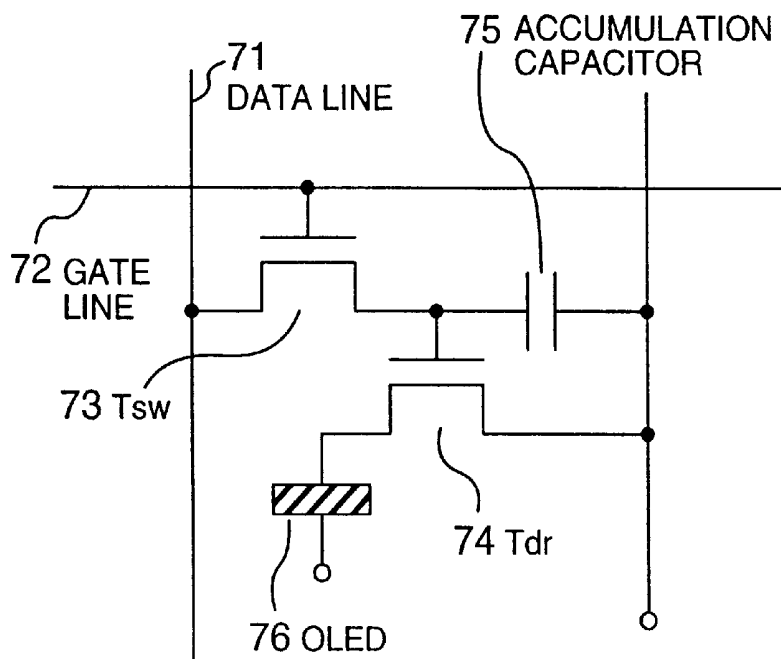 71
DATA LINE
75 ACCUMULATION
CAPACITOR
72 GATE
LINE
73 Tsw
74 Tdr
76 OLED